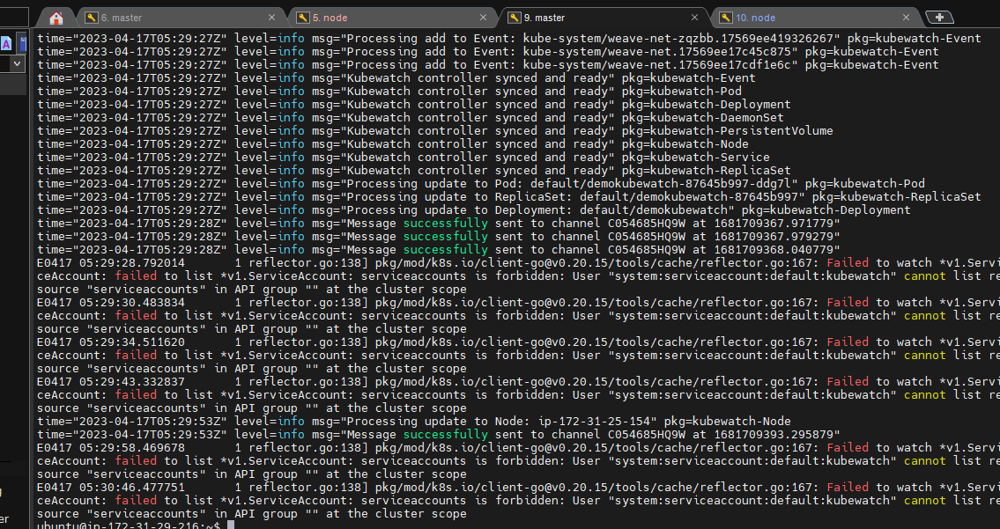 6. master
5. node
9. master
10. node
time="2023-04-17T05:29:27Z" level=info msg="Processing add to Event: kube-system/weave-net-zqzbb.17569ee419326267" pkg=kubewatch-Event
time="2023-04-17T05:29:27Z" level=info msg="Processing add to Event: kube-system/weave-net.17569ee17c45c875" pkg=kubewatch-Event
time="2023-04-17T05:29:27Z" level=info msg="Processing add to Event: kube-system/weave-net.17569ee17cdf1e6c" pkg=kubewatch-Event
time="2023-04-17T05:29:27Z" level=info msg="Kubewatch controller synced and ready" pkg=kubewatch-Event
time="2023-04-17T05:29:27Z" level=info msg="Kubewatch controller synced and ready" pkg=kubewatch-Pod
time="2023-04-17T05:29:27Z" level=info msg="Kubewatch controller synced and ready" pkg=kubewatch-Deployment
time="2023-04-17T05:29:27Z" level=info msg="Kubewatch controller synced and ready" pkg=kubewatch-DaemonSet
time="2023-04-17T05:29:27Z" level=info msg="Kubewatch controller synced and ready" pkg=kubewatch-PersistentVolume
time="2023-04-17T05:29:27Z" level=info msg="Kubewatch controller synced and ready" pkg=kubewatch-Node
time="2023-04-17T05:29:27Z" level=info msg="Kubewatch controller synced and ready" pkg=kubewatch-Service
time="2023-04-17T05:29:27Z" level=info msg="Kubewatch controller synced and ready" pkg=kubewatch-ReplicaSet
time="2023-04-17T05:29:27Z" level=info msg="Processing update to Pod: default/demokubewatch-87645b997-ddg7l" pkg=kubewatch-Pod
time="2023-04-17T05:29:27Z" level=info msg="Processing update to ReplicaSet: default/demokubewatch-87645b997" pkg=kubewatch-ReplicaSet
time="2023-04-17T05:29:27Z" level=info msg="Processing update to Deployment: default/demokubewatch" pkg=kubewatch-Deployment
time="2023-04-17T05:29:28Z" level=info msg="Message successfully sent to channel C054685HQ9W at 1681709367.971779"
time="2023-04-17T05:29:28Z" level=info msg="Message successfully sent to channel C054685HQ9W at 1681709367.979279"
time="2023-04-17T05:29:28Z" level=info msg="Message successfully sent to channel C054685HQ9W at 1681709368.040779"
E0417 05:29:28.792014       1 reflector.go:138] pkg/mod/k8s.io/client-go@v0.20.15/tools/cache/reflector.go:167: Failed to watch *v1.Servi
ceAccount: failed to list *v1.ServiceAccount: serviceaccounts is forbidden: User "system:serviceaccount:default:kubewatch" cannot list re
source "serviceaccounts" in API group "" at the cluster scope
E0417 05:29:30.483834       1 reflector.go:138] pkg/mod/k8s.io/client-go@v0.20.15/tools/cache/reflector.go:167: Failed to watch *v1.Servi
ceAccount: failed to list *v1.ServiceAccount: serviceaccounts is forbidden: User "system:serviceaccount:default:kubewatch" cannot list re
source "serviceaccounts" in API group "" at the cluster scope
E0417 05:29:34.511620       1 reflector.go:138] pkg/mod/k8s.io/client-go@v0.20.15/tools/cache/reflector.go:167: Failed to watch *v1.Servi
ceAccount: failed to list *v1.ServiceAccount: serviceaccounts is forbidden: User "system:serviceaccount:default:kubewatch" cannot list re
source "serviceaccounts" in API group "" at the cluster scope
E0417 05:29:43.332837       1 reflector.go:138] pkg/mod/k8s.io/client-go@v0.20.15/tools/cache/reflector.go:167: Failed to watch *v1.Servi
ceAccount: failed to list *v1.ServiceAccount: serviceaccounts is forbidden: User "system:serviceaccount:default:kubewatch" cannot list re
source "serviceaccounts" in API group "" at the cluster scope
time="2023-04-17T05:29:53Z" level=info msg="Processing update to Node: ip-172-31-25-154" pkg=kubewatch-Node
time="2023-04-17T05:29:53Z" level=info msg="Message successfully sent to channel C054685HQ9W at 1681709393.295879"
E0417 05:29:58.469678       1 reflector.go:138] pkg/mod/k8s.io/client-go@v0.20.15/tools/cache/reflector.go:167: Failed to watch *v1.Servi
ceAccount: failed to list *v1.ServiceAccount: serviceaccounts is forbidden: User "system:serviceaccount:default:kubewatch" cannot list re
source "serviceaccounts" in API group "" at the cluster scope
E0417 05:30:46.477751       1 reflector.go:138] pkg/mod/k8s.io/client-go@v0.20.15/tools/cache/reflector.go:167: Failed to watch *v1.Servi
ceAccount: failed to list *v1.ServiceAccount: serviceaccounts is forbidden: User "system:serviceaccount:default:kubewatch" cannot list re
source "serviceaccounts" in API group "" at the cluster scope
ubuntu@ip-172-31-29-216:~$